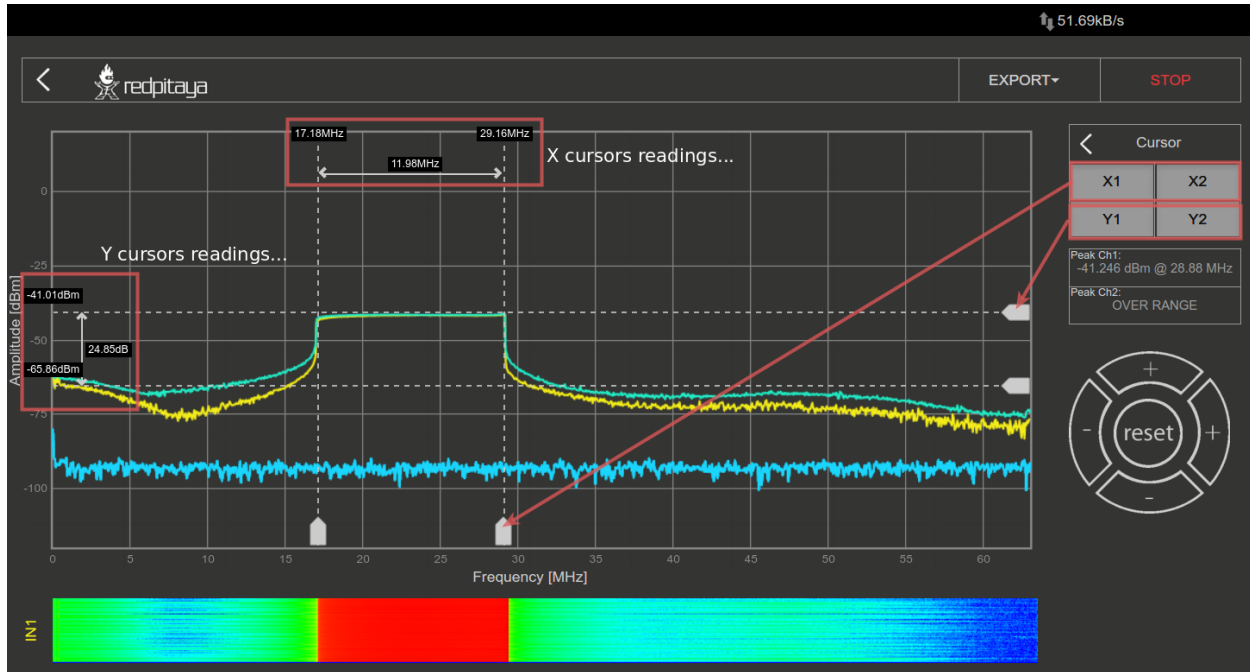 51.69kB/s
redpitaya
EXPORT
STOP
17.18MHz
29.16MHz
11.98MHz
X cursors readings...
Cursor
X1
X2
Y1
Y2
Peak Ch1:
-41.246 dBm @ 28.88 MHz
Peak Ch2:
OVER RANGE
Y cursors readings...
-41.01dBm
24.85dB
-65.86dBm
Amplitude [dBm]
0
-25
-50
-75
-100
0 5 10 15 20 25 30 35 40 45 50 55 60
Frequency [MHz]
+
- reset +
-
IN1